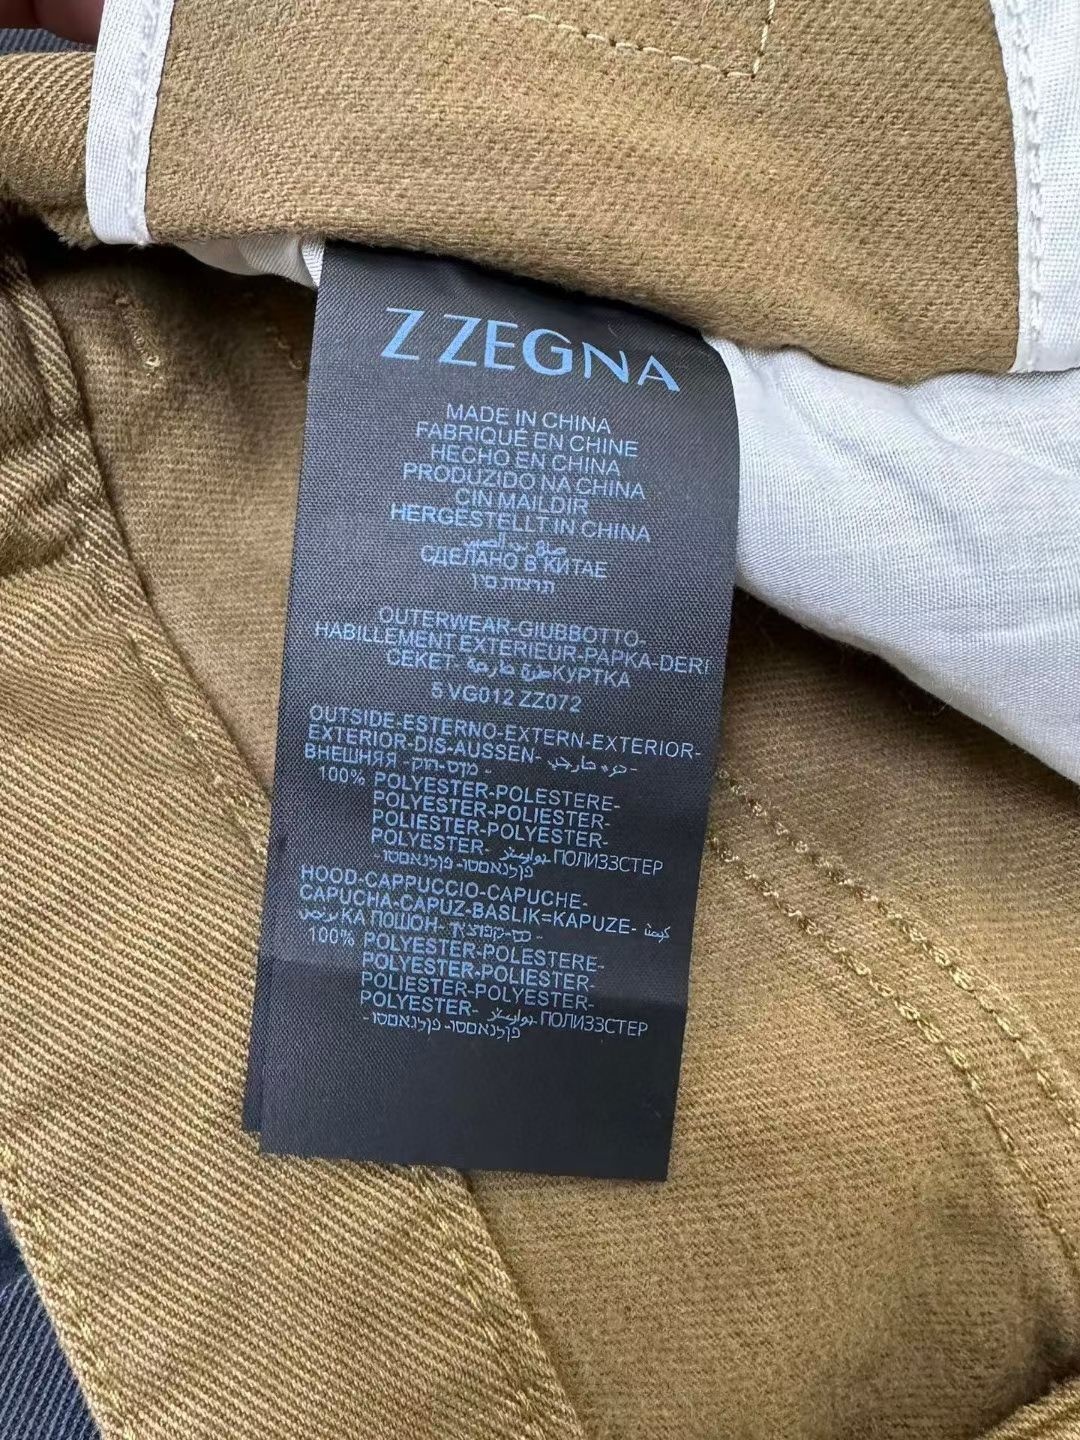 Z ZEGNA
MADE IN CHINA
FABRIQUÉ EN CHINE
HECHO EN CHINA
PRODUZIDO NA CHINA
CIN MAILDIR
HERGESTELLT IN CHINA
СДЕЛАНО В КИТАЕ
OUTERWEAR-GIUBBOTTO-
HABILLEMENT EXTERIEUR-PAPKA-DERI
CEKET- КУРТКА
5 VG012 ZZ072
OUTSIDE-ESTERNO-EXTERN-EXTERIOR-
EXTERIOR-DIS-AUSSEN-
ВНЕШНЯЯ -
100% POLYESTER-POLESTERE-
POLYESTER-POLIESTER-
POLIESTER-POLYESTER-
POLYESTER- ПОЛИЗЗСТЕР
HOOD-CAPPUCCIO-CAPUCHE-
CAPUCHA-CAPUZ-BASLIK=KAPUZE-
КА ПОШОН-
100% POLYESTER-POLESTERE-
POLYESTER-POLIESTER-
POLIESTER-POLYESTER-
POLYESTER- ПОЛИЗЗСТЕР